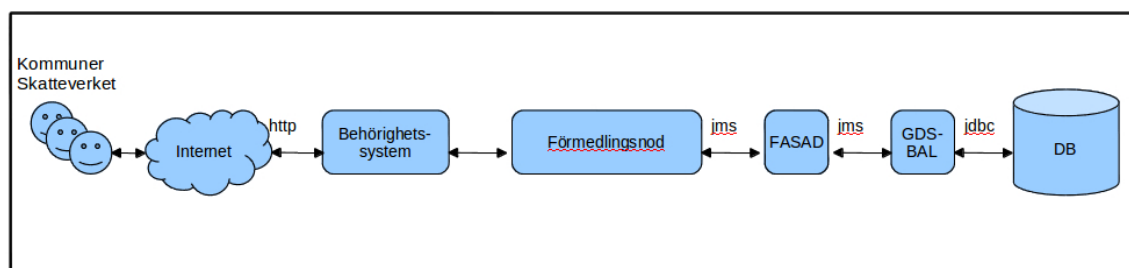 Kommuner
Skatteverket
Internet
http
Behörighets-
system
Förmedlingsnod
jms
FASAD
jms
GDS-
BAL
jdbc
DB